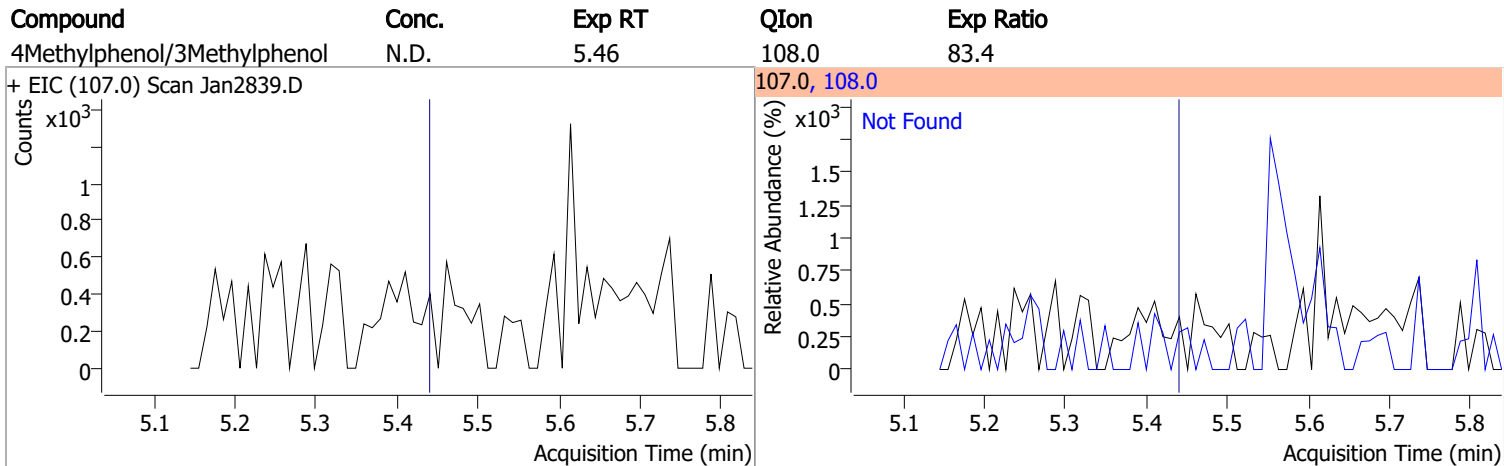 Compound Conc. Exp RT QIon Exp Ratio
4Methylphenol/3Methylphenol N.D. 5.46 108.0 83.4
+ EIC (107.0) Scan Jan2839.D
Counts
x10³
1
0.8
0.6
0.4
0.2
0
5.1 5.2 5.3 5.4 5.5 5.6 5.7 5.8
Acquisition Time (min)
107.0, 108.0
Relative Abundance (%)
x10³
Not Found
1.5
1.25
1
0.75
0.5
0.25
0
5.1 5.2 5.3 5.4 5.5 5.6 5.7 5.8
Acquisition Time (min)